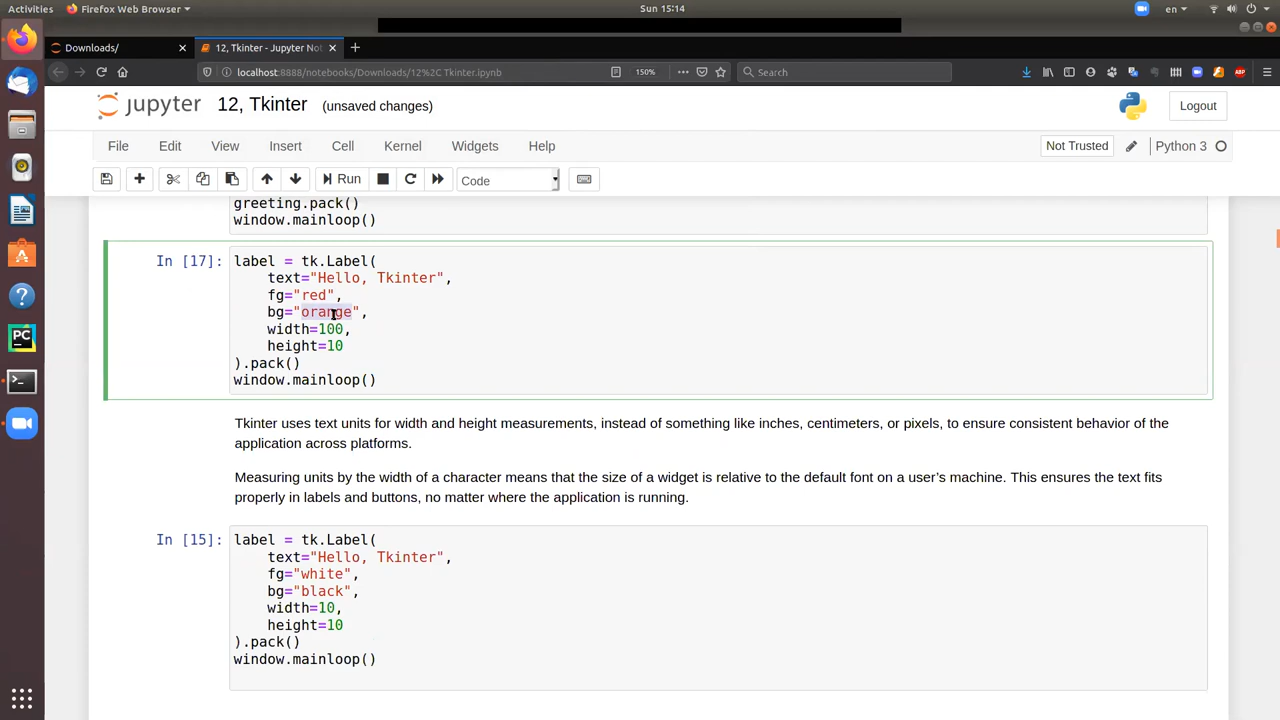 Activities Firefox Web Browser Sun 15:14 en
Downloads/ 12, Tkinter - Jupyter No
localhost:8888/notebooks/Downloads/12%2C Tkinter.ipynb 150% Search
jupyter 12, Tkinter (unsaved changes) Logout
File Edit View Insert Cell Kernel Widgets Help Not Trusted Python 3
Run Code
greeting.pack()
window.mainloop()
In [17]: label = tk.Label(
text="Hello, Tkinter",
fg="red",
bg="orange",
width=100,
height=10
).pack()
window.mainloop()
Tkinter uses text units for width and height measurements, instead of something like inches, centimeters, or pixels, to ensure consistent behavior of the
application across platforms.
Measuring units by the width of a character means that the size of a widget is relative to the default font on a user’s machine. This ensures the text fits
properly in labels and buttons, no matter where the application is running.
In [15]: label = tk.Label(
text="Hello, Tkinter",
fg="white",
bg="black",
width=10,
height=10
).pack()
window.mainloop()
PC
ABP